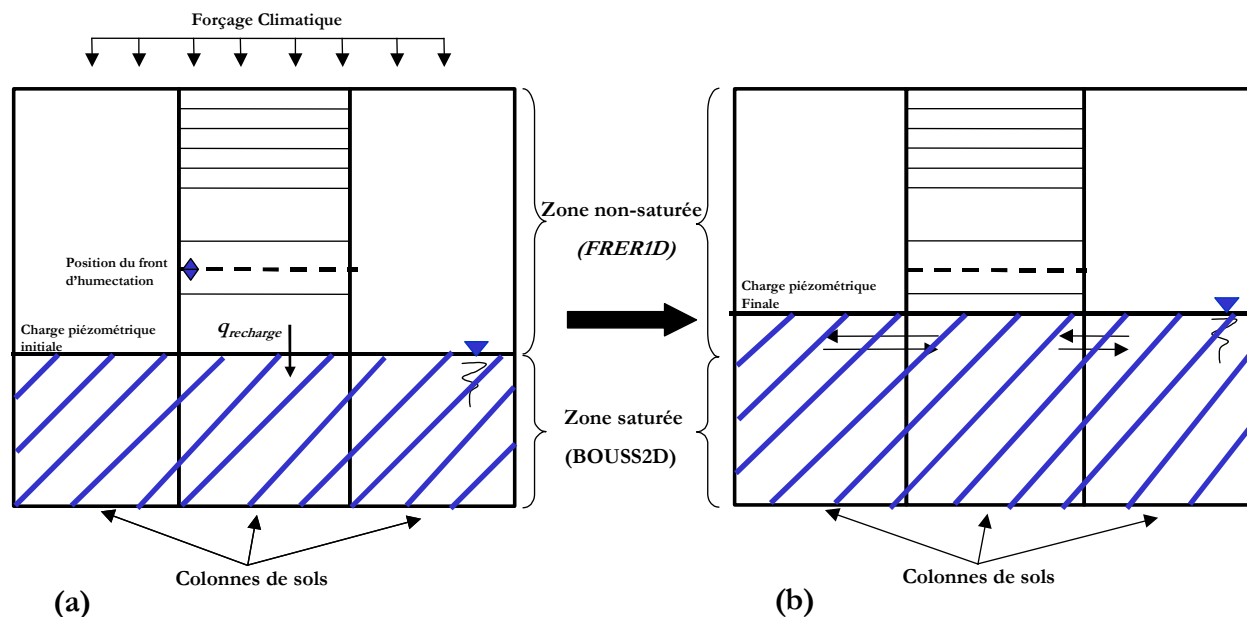 Forçage Climatique
Position du front
d'humectation
Charge piézométrique
initiale
qrecharge
Zone non-saturée
(FRER1D)
Zone saturée
(BOUSS2D)
Charge piézométrique
Finale
Colonnes de sols
Colonnes de sols
(a)
(b)